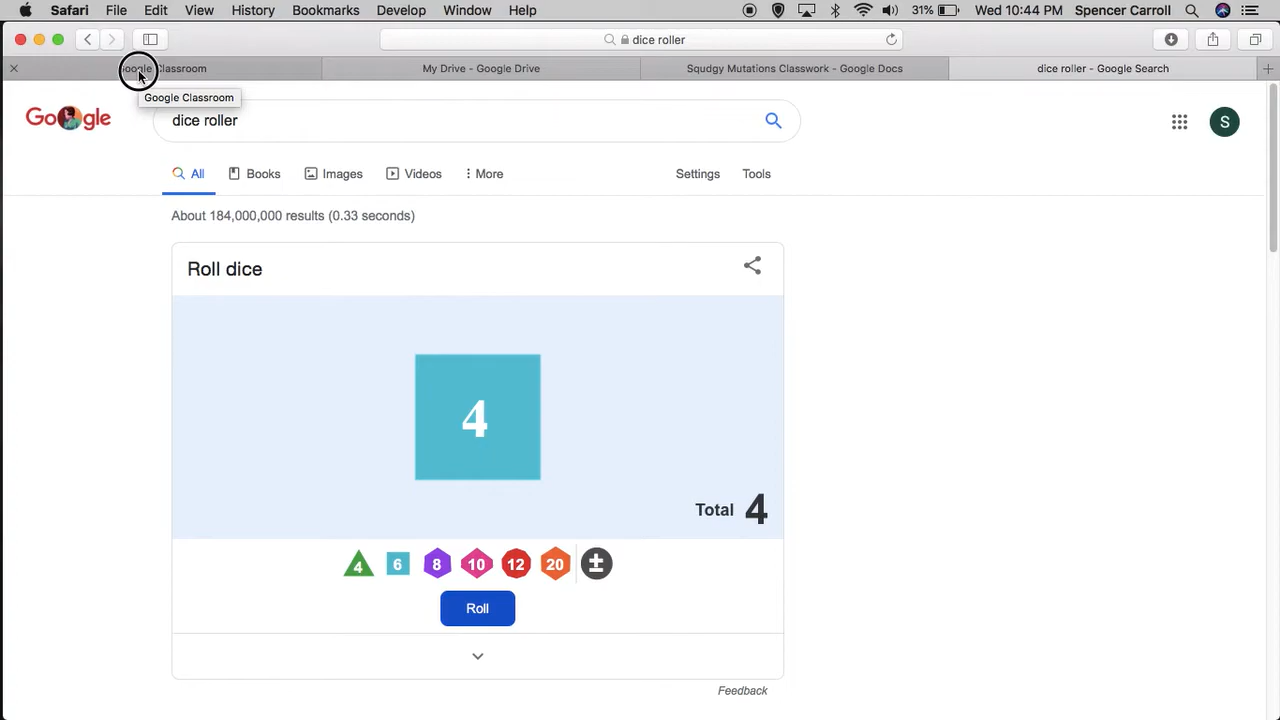 Safari File Edit View History Bookmarks Develop Window Help 31% Wed 10:44 PM Spencer Carroll
dice roller
Google Classroom My Drive - Google Drive Squdgy Mutations Classwork - Google Docs dice roller - Google Search
Google Classroom
Google dice roller S
All Books Images Videos More Settings Tools
About 184,000,000 results (0.33 seconds)
Roll dice
4
Total 4
4 6 8 10 12 20 ±
Roll
Feedback